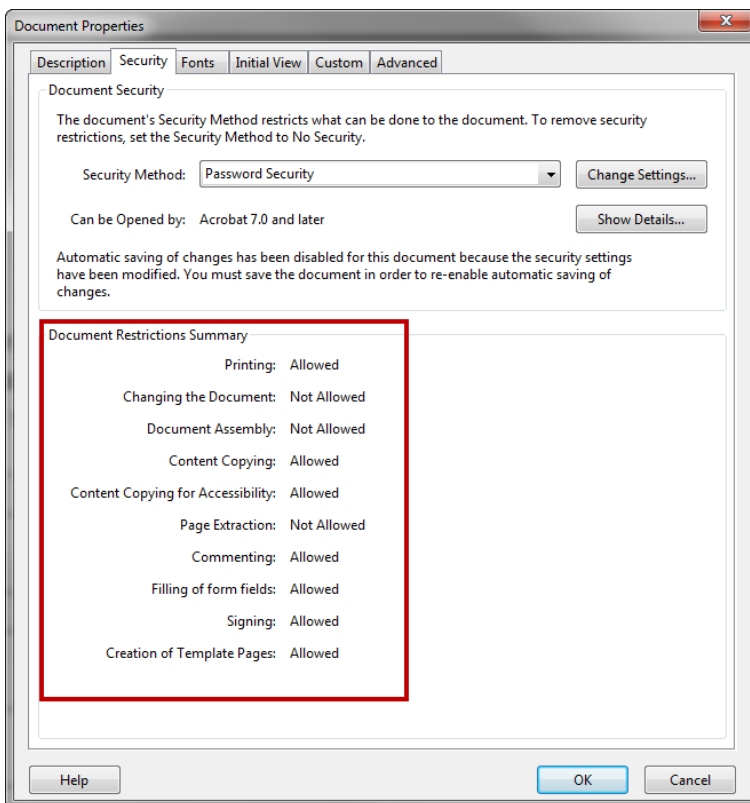 Document Properties
Description Security Fonts Initial View Custom Advanced
Document Security
The document's Security Method restricts what can be done to the document. To remove security
restrictions, set the Security Method to No Security.
Security Method: Password Security Change Settings...
Can be Opened by: Acrobat 7.0 and later Show Details...
Automatic saving of changes has been disabled for this document because the security settings
have been modified. You must save the document in order to re-enable automatic saving of
changes.
Document Restrictions Summary
Printing: Allowed
Changing the Document: Not Allowed
Document Assembly: Not Allowed
Content Copying: Allowed
Content Copying for Accessibility: Allowed
Page Extraction: Not Allowed
Commenting: Allowed
Filling of form fields: Allowed
Signing: Allowed
Creation of Template Pages: Allowed
Help OK Cancel